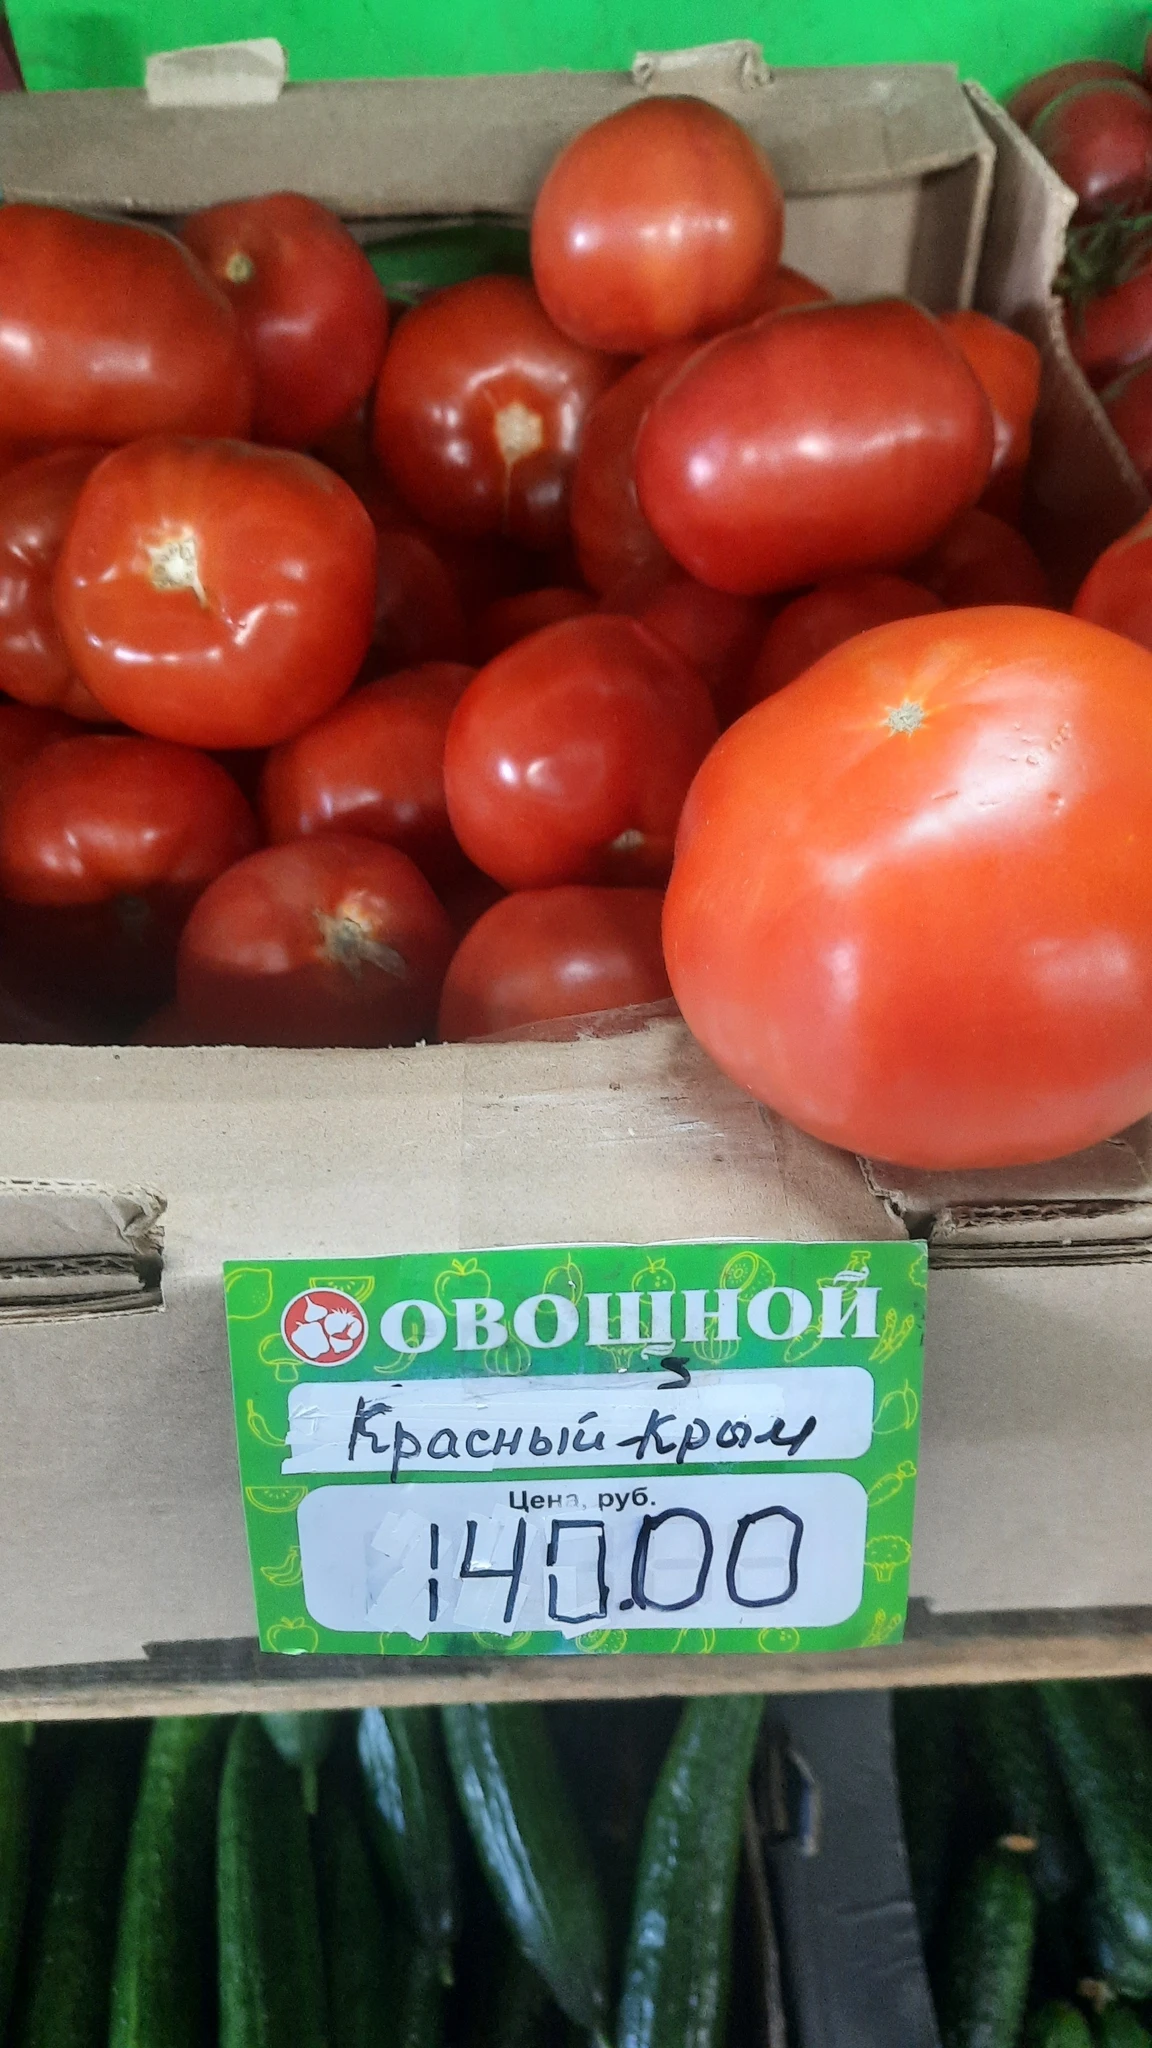 ОВОЩНОЙ
Красный Крым
Цена, руб.
140.00